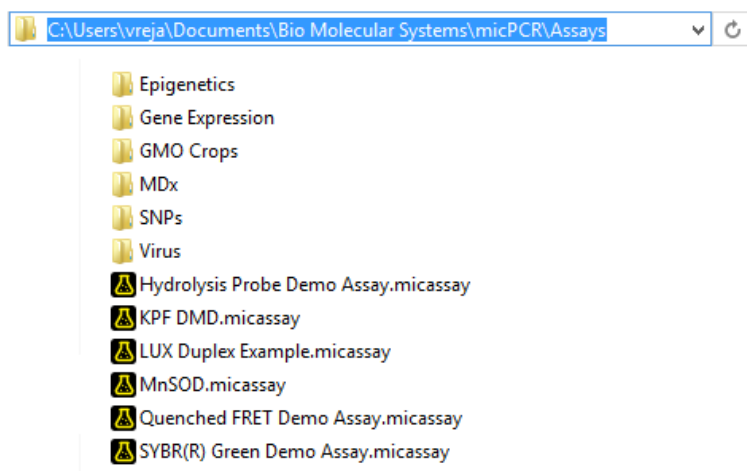 C:\Users\vreja\Documents\Bio Molecular Systems\micPCR\Assays
Epigenetics
Gene Expression
GMO Crops
MDx
SNPs
Virus
Hydrolysis Probe Demo Assay.micassay
KPF DMD.micassay
LUX Duplex Example.micassay
MnSOD.micassay
Quenched FRET Demo Assay.micassay
SYBR(R) Green Demo Assay.micassay